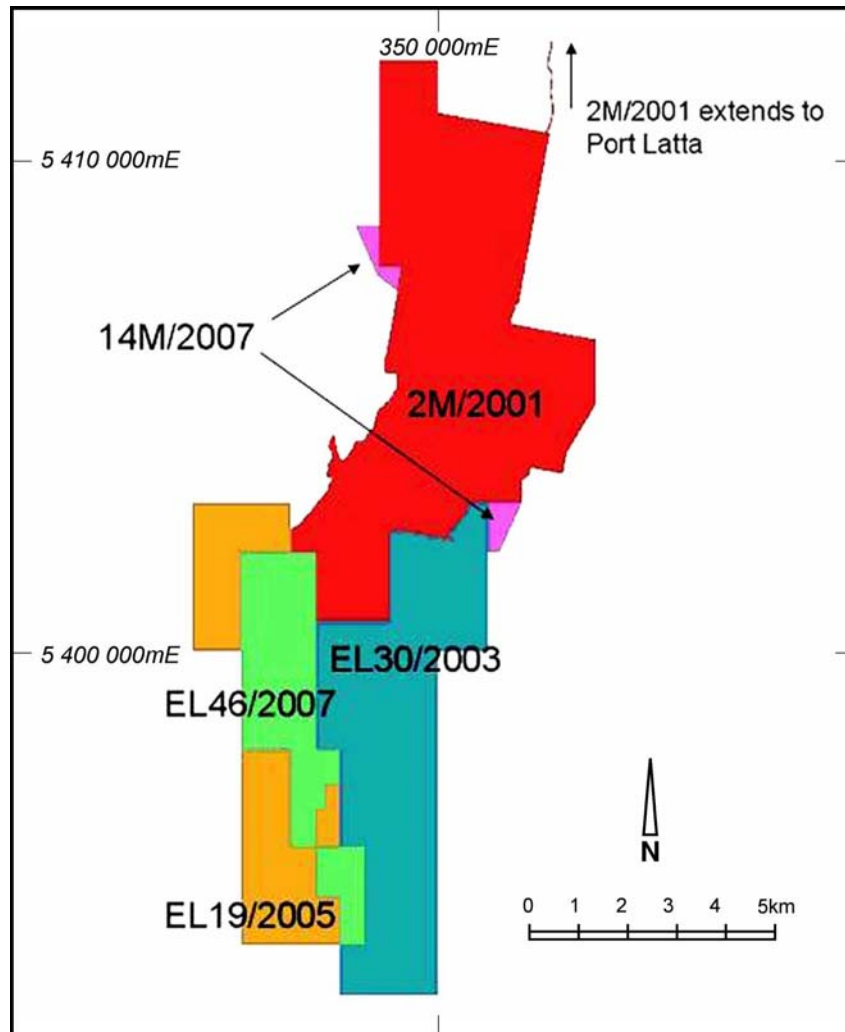 350 000mE
2M/2001 extends to
Port Latta
5 410 000mE
14M/2007
2M/2001
5 400 000mE
EL30/2003
EL46/2007
N
EL19/2005
0 1 2 3 4 5km